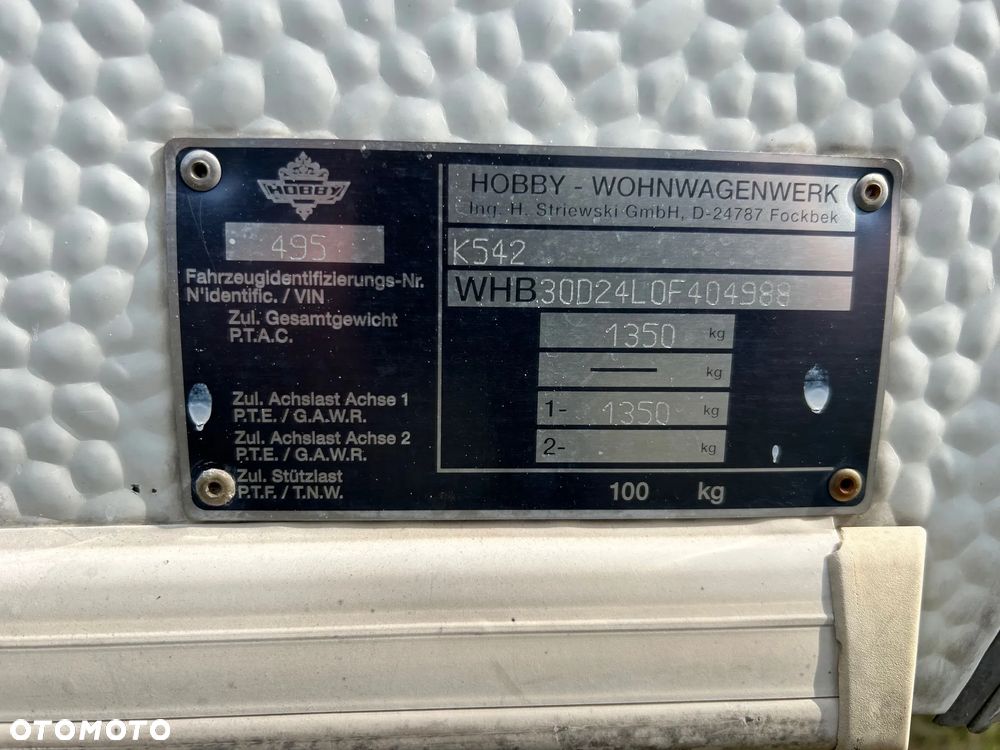 HOBBY
HOBBY - WOHNWAGENWERK
Ing. H. Striewski GmbH, D-24787 Fockbek
495
K542
Fahrzeugidentifizierungs-Nr.
N'identific. / VIN
WHB30D24L0F404988
Zul. Gesamtgewicht
P.T.A.C.
1350 kg
— kg
Zul. Achslast Achse 1
P.T.E. / G.A.W.R.
1- 1350 kg
Zul. Achslast Achse 2
P.T.E. / G.A.W.R.
2- kg
Zul. Stützlast
P.T.F. / T.N.W.
100 kg
OTOMOTO